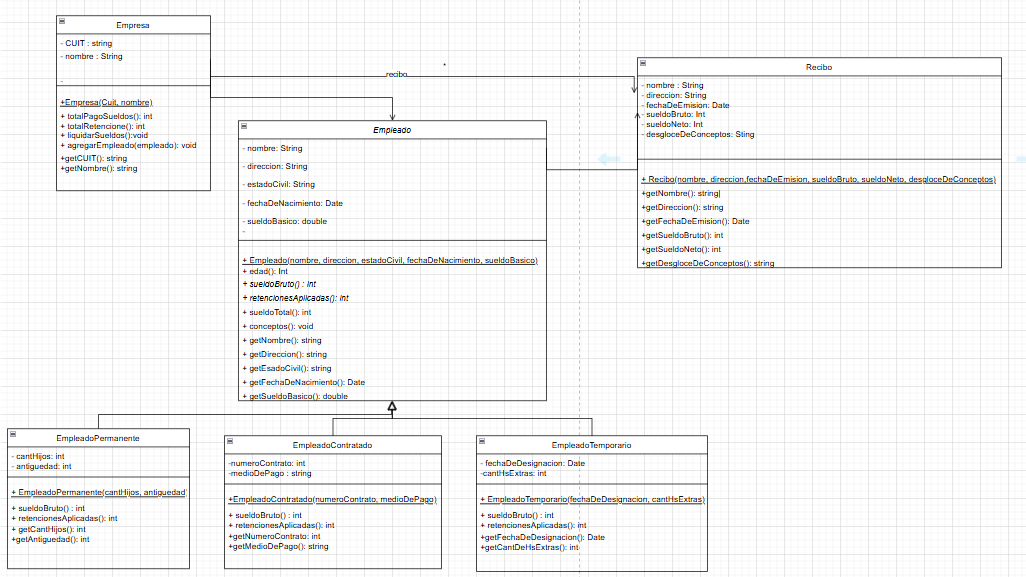 Empresa
- CUIT : string
- nombre : String
-
+Empresa(Cuit, nombre)
+ totalPagoSueldos(): int
+ totalRetencione(): int
+ liquidarSueldos():void
+ agregarEmpleado(empleado): void
+getCUIT(): string
+getNombre(): string
recibo
Recibo
- nombre : String
- direccion: String
- fechaDeEmision: Date
- sueldoBruto: Int
- sueldoNeto: Int
- desgloceDeConceptos: Sting
+ Recibo(nombre, direccion,fechaDeEmision, sueldoBruto, sueldoNeto, desgloceDeConceptos)
+getNombre(): string|
+getDireccion(): string
+getFechaDeEmision(): Date
+getSueldoBruto(): int
+getSueldoNeto(): int
+getDesgloceDeConceptos(): string
Empleado
- nombre: String
- direccion: String
- estadoCivil: String
- fechaDeNacimiento: Date
- sueldoBasico: double
-
+ Empleado(nombre, direccion, estadoCivil, fechaDeNacimiento, sueldoBasico)
+ edad(): Int
+ sueldoBruto() : int
+ retencionesAplicadas(): int
+ sueldoTotal(): int
+ conceptos(): void
+ getNombre(): string
+ getDireccion(): string
+ getEsadoCivil(): string
+ getFechaDeNacimiento(): Date
+ getSueldoBasico(): double
EmpleadoPermanente
- cantHijos: int
- antiguedad: int
+ EmpleadoPermanente(cantHijos, antiguedad)
+ sueldoBruto() : int
+ retencionesAplicadas(): int
+ getCantHijos(): int
+getAntiguedad(): int
EmpleadoContratado
-numeroContrato: int
-medioDePago : string
+EmpleadoContratado(numeroContrato, medioDePago)
+ sueldoBruto() : int
+ retencionesAplicadas(): int
+getNumeroContrato: int
+getMedioDePago(): string
EmpleadoTemporario
- fechaDeDesignacion: Date
-cantHsExtras: int
+ EmpleadoTemporario(fechaDeDesignacion, cantHsExtras)
+ sueldoBruto() : int
+ retencionesAplicadas(): int
+getFechaDeDesignacion(): Date
+getCantDeHsExtras(): int